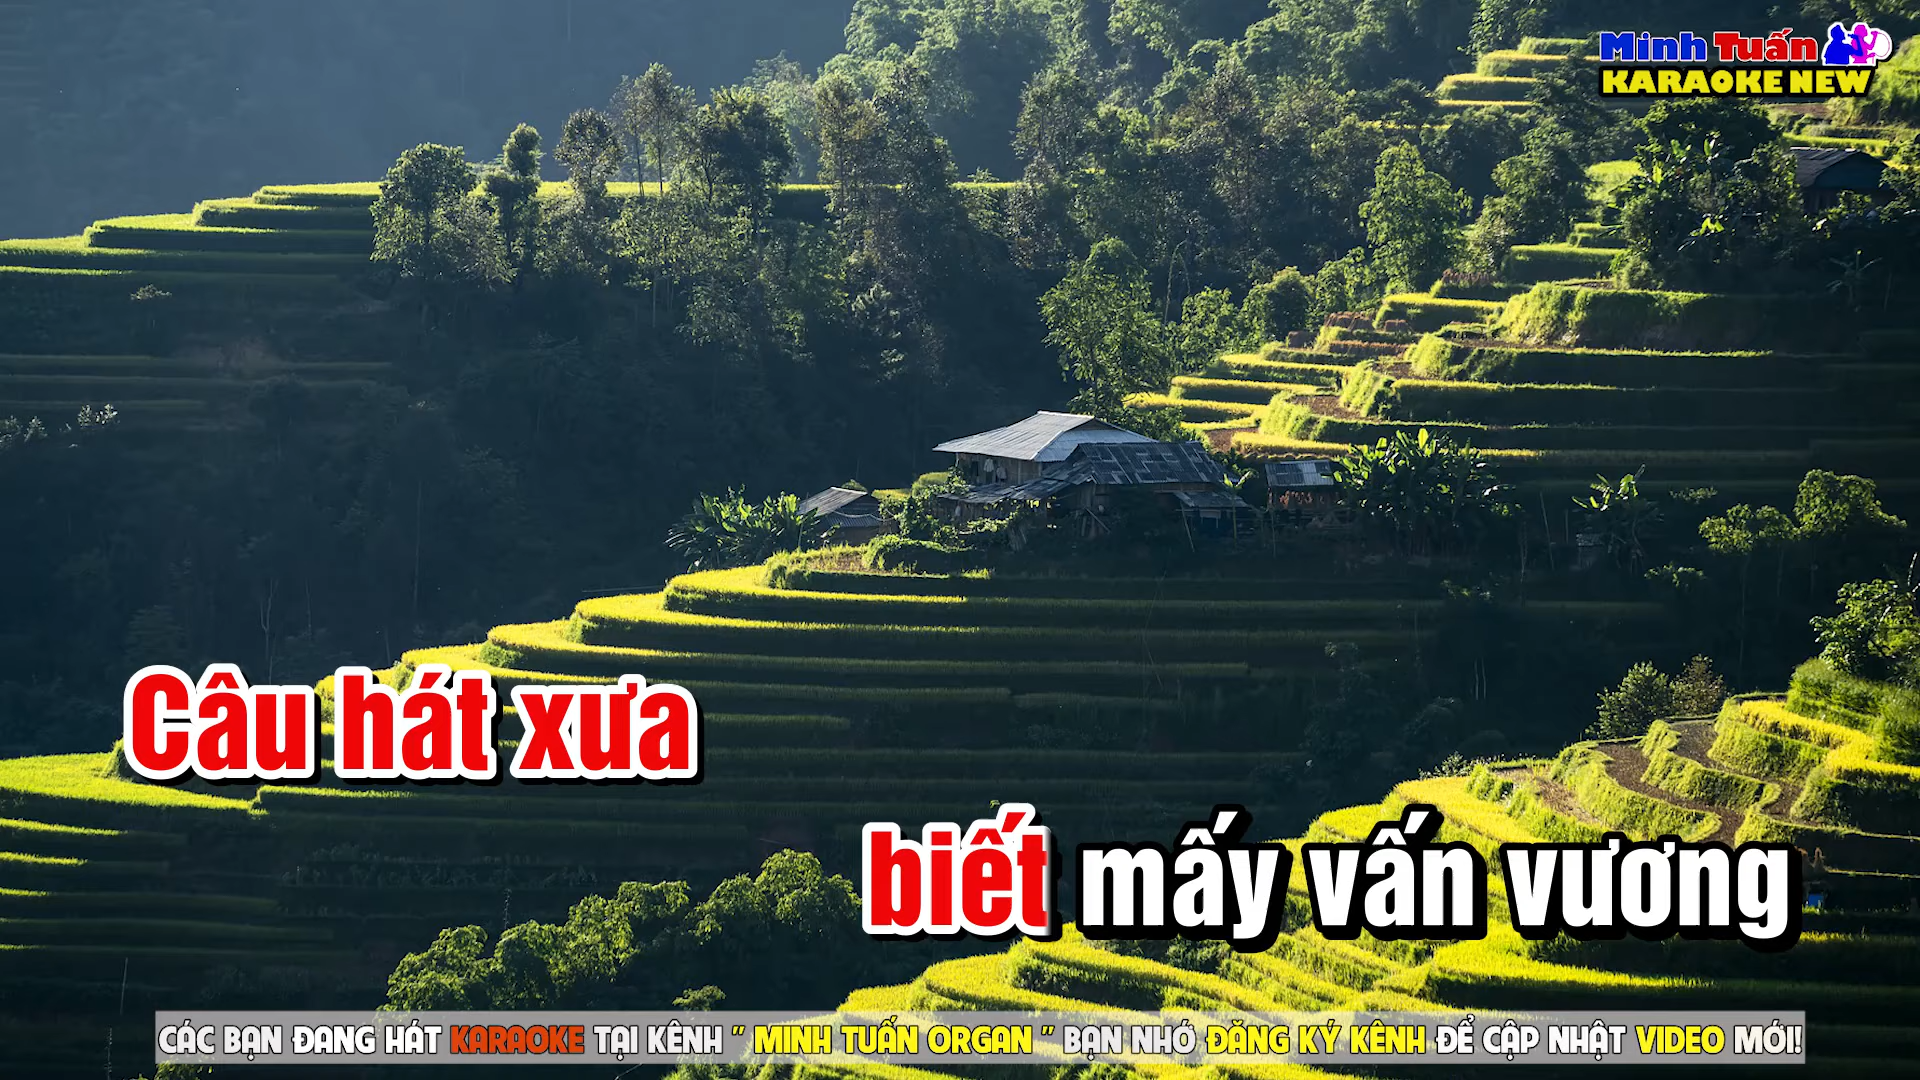 Minh Tuấn
KARAOKE NEW
Câu hát xưa
biết mấy vấn vương
CÁC BẠN ĐANG HÁT KARAOKE TẠI KÊNH " MINH TUẤN ORGAN " BẠN NHỚ ĐĂNG KÝ KÊNH ĐỂ CẬP NHẬT VIDEO MỚI!